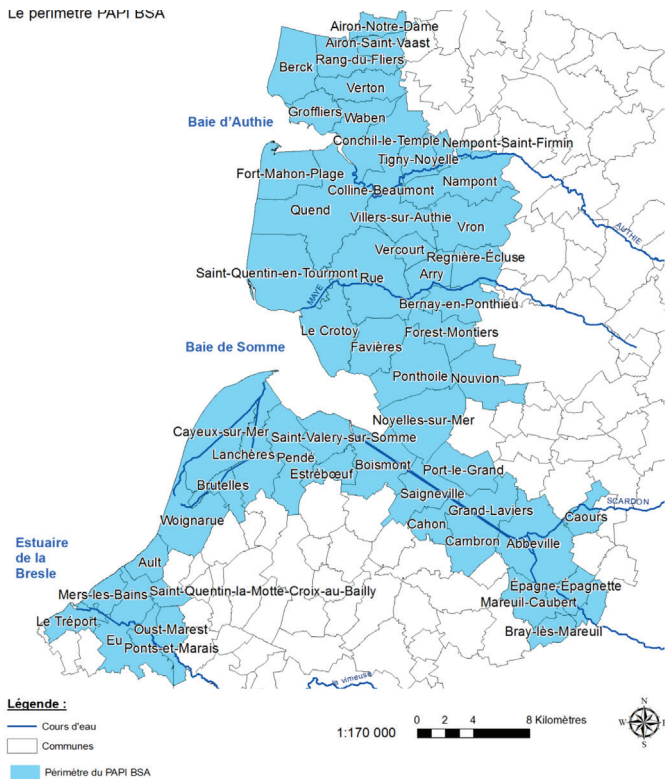 Le périmètre PAPI BSA
Airon-Notre-Dame
Airon-Saint-Vaast
Rang-du-Fliers
Berck
Verton
Groffliers
Waben
Baie d'Authie
Conchil-le-Temple
Nempont-Saint-Firmin
Tigny-Noyelle
Fort-Mahon-Plage
Nampont
Colline-Beaumont
Quend
Villers-sur-Authie
Vron
AUTHIE
Vercourt
Regnière-Écluse
Saint-Quentin-en-Tourmont
Rue
Arry
MAYE
Bernay-en-Ponthieu
Le Crotoy
Forest-Montiers
Favières
Baie de Somme
Ponthoile
Nouvion
Noyelles-sur-Mer
Cayeux-sur-Mer
Saint-Valery-sur-Somme
Lanchères
Pendé
Boismont
Port-le-Grand
Estrébœuf
Brutelles
Saigneville
SCARDON
Grand-Laviers
Caours
Woignarue
Cahon
Cambron
Abbeville
Estuaire
de la
Bresle
Ault
Épagne-Épagnette
Mers-les-Bains
Saint-Quentin-la-Motte-Croix-au-Bailly
Mareuil-Caubert
Le Tréport
Oust-Marest
Bray-lès-Mareuil
Eu
Ponts-et-Marais
la vimeuse
Légende :
Cours d'eau
Communes
Périmètre du PAPI BSA
1:170 000
0 2 4 8 Kilomètres
N
W E
S